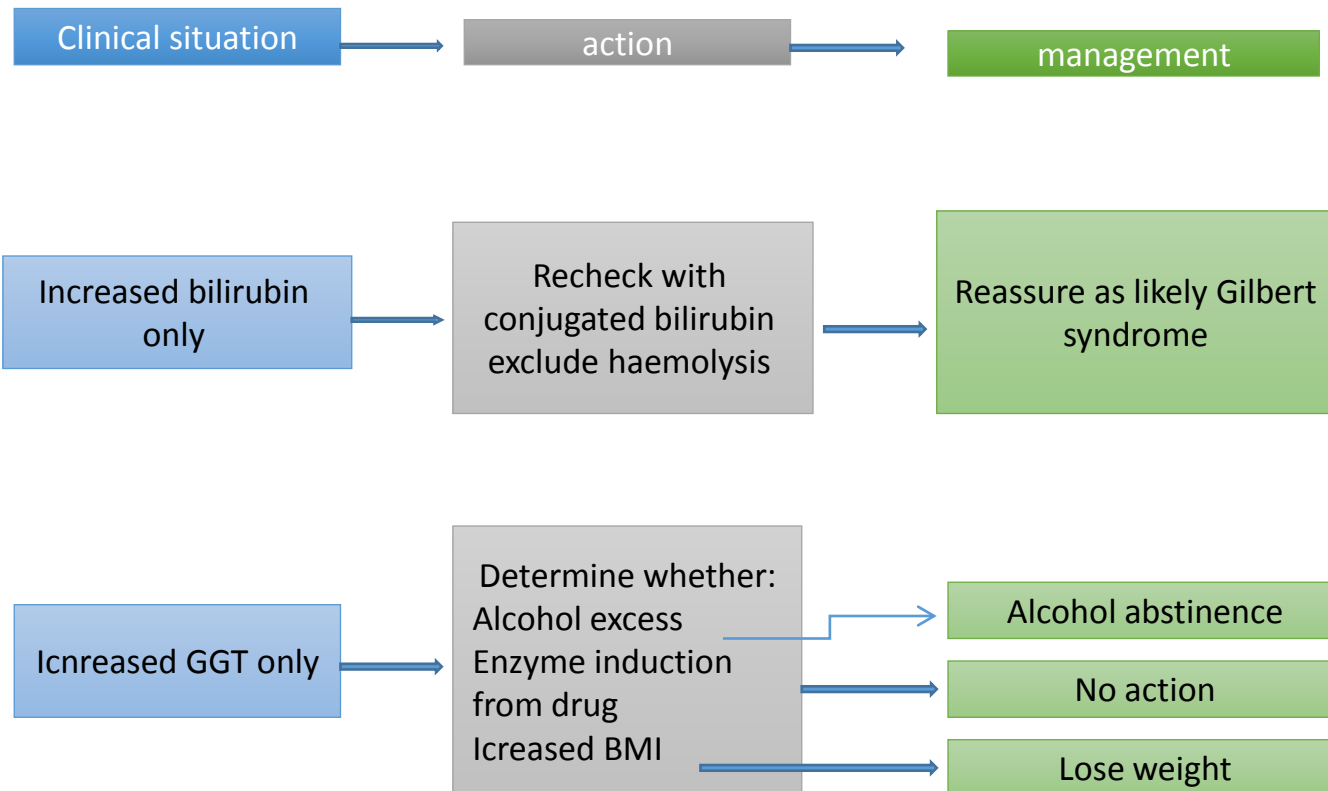 Clinical situation
action
management
Increased bilirubin
only
Recheck with
conjugated bilirubin
exclude haemolysis
Reassure as likely Gilbert
syndrome
Icnreased GGT only
Determine whether:
Alcohol excess
Enzyme induction
from drug
Icreased BMI
Alcohol abstinence
No action
Lose weight